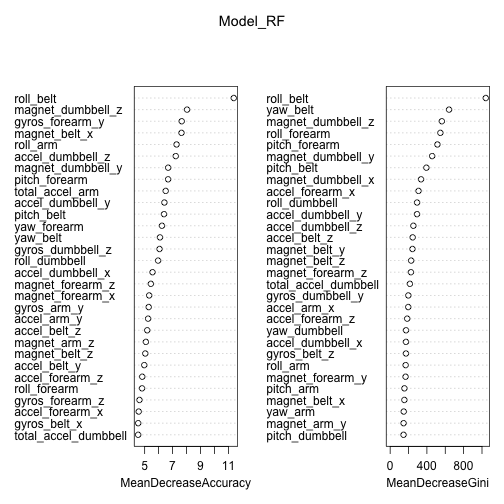 Model_RF
roll_belt
magnet_dumbbell_z
gyros_forearm_y
magnet_belt_x
roll_arm
accel_dumbbell_z
magnet_dumbbell_y
pitch_forearm
total_accel_arm
accel_dumbbell_y
pitch_belt
yaw_forearm
yaw_belt
gyros_dumbbell_z
roll_dumbbell
accel_dumbbell_x
magnet_forearm_z
magnet_forearm_x
gyros_arm_y
accel_arm_y
accel_belt_z
magnet_arm_z
magnet_belt_z
accel_belt_y
accel_forearm_z
roll_forearm
gyros_forearm_z
accel_forearm_x
gyros_belt_x
total_accel_dumbbell
5 7 9 11
MeanDecreaseAccuracy
roll_belt
yaw_belt
magnet_dumbbell_z
roll_forearm
pitch_forearm
magnet_dumbbell_y
pitch_belt
magnet_dumbbell_x
accel_forearm_x
roll_dumbbell
accel_dumbbell_y
accel_dumbbell_z
accel_belt_z
magnet_belt_y
magnet_belt_z
magnet_forearm_z
total_accel_dumbbell
gyros_dumbbell_y
accel_arm_x
accel_forearm_z
yaw_dumbbell
accel_dumbbell_x
gyros_belt_z
roll_arm
magnet_forearm_y
pitch_arm
magnet_belt_x
yaw_arm
magnet_arm_y
pitch_dumbbell
0 400 800
MeanDecreaseGini